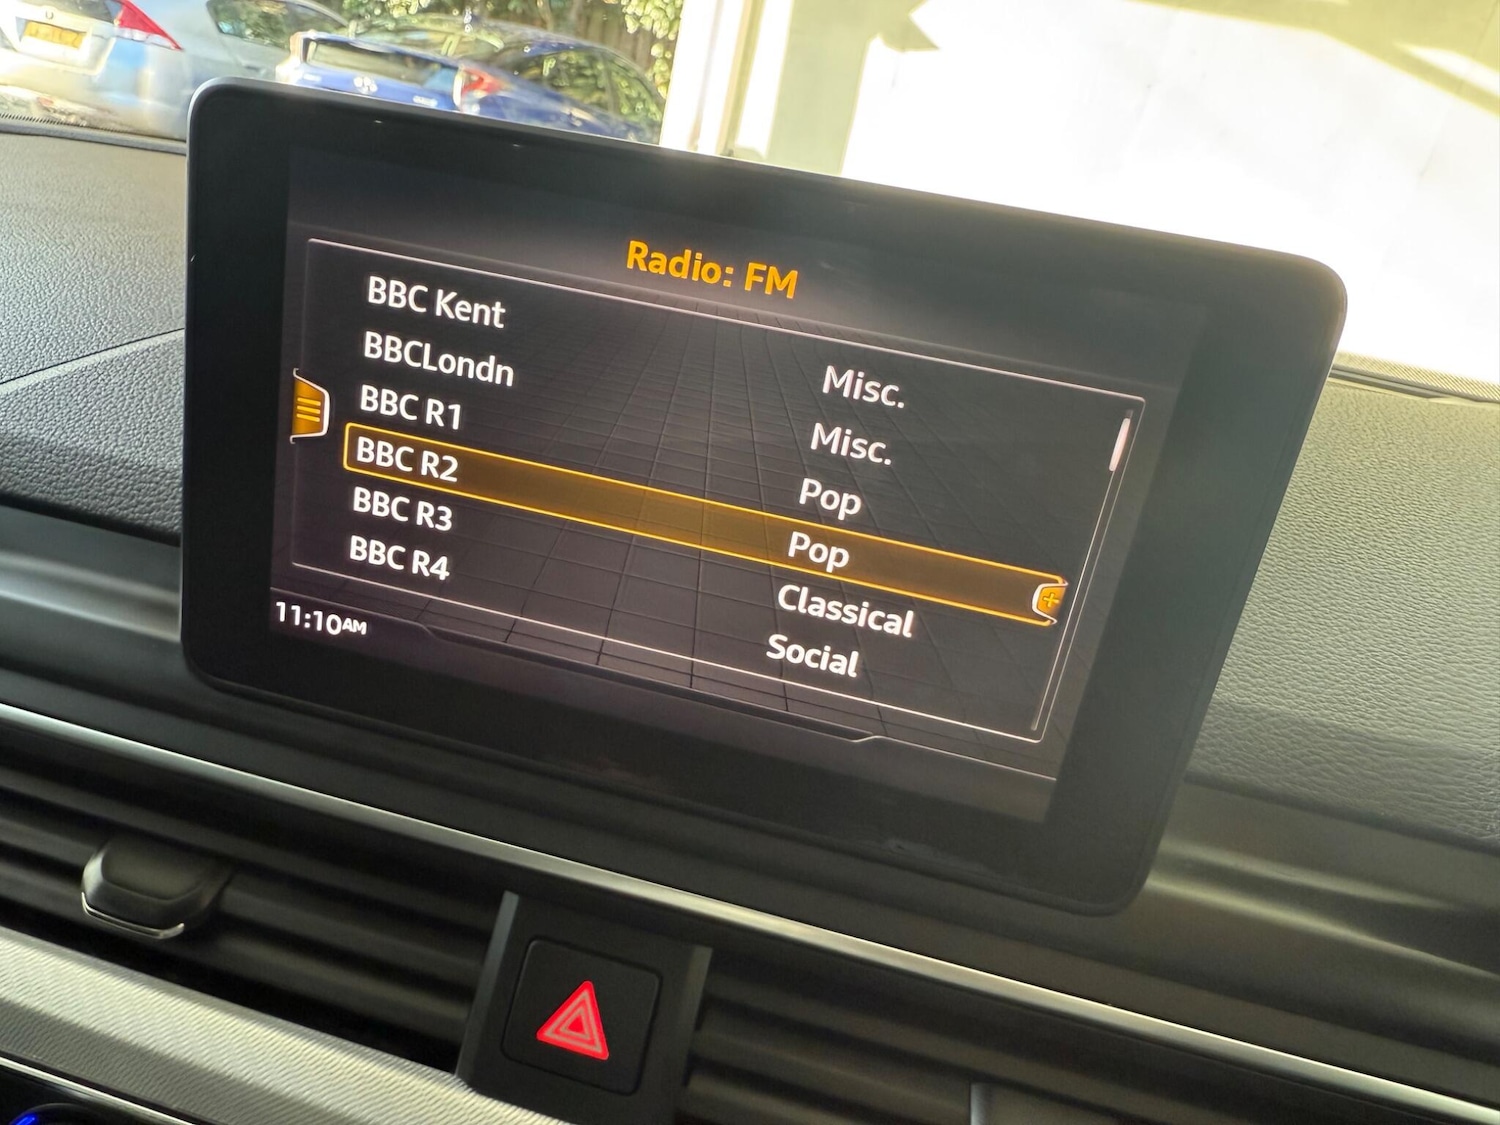 Radio: FM
BBC Kent Misc.
BBCLondn Misc.
BBC R1 Pop
BBC R2 Pop
BBC R3 Classical
BBC R4 Social
11:10AM